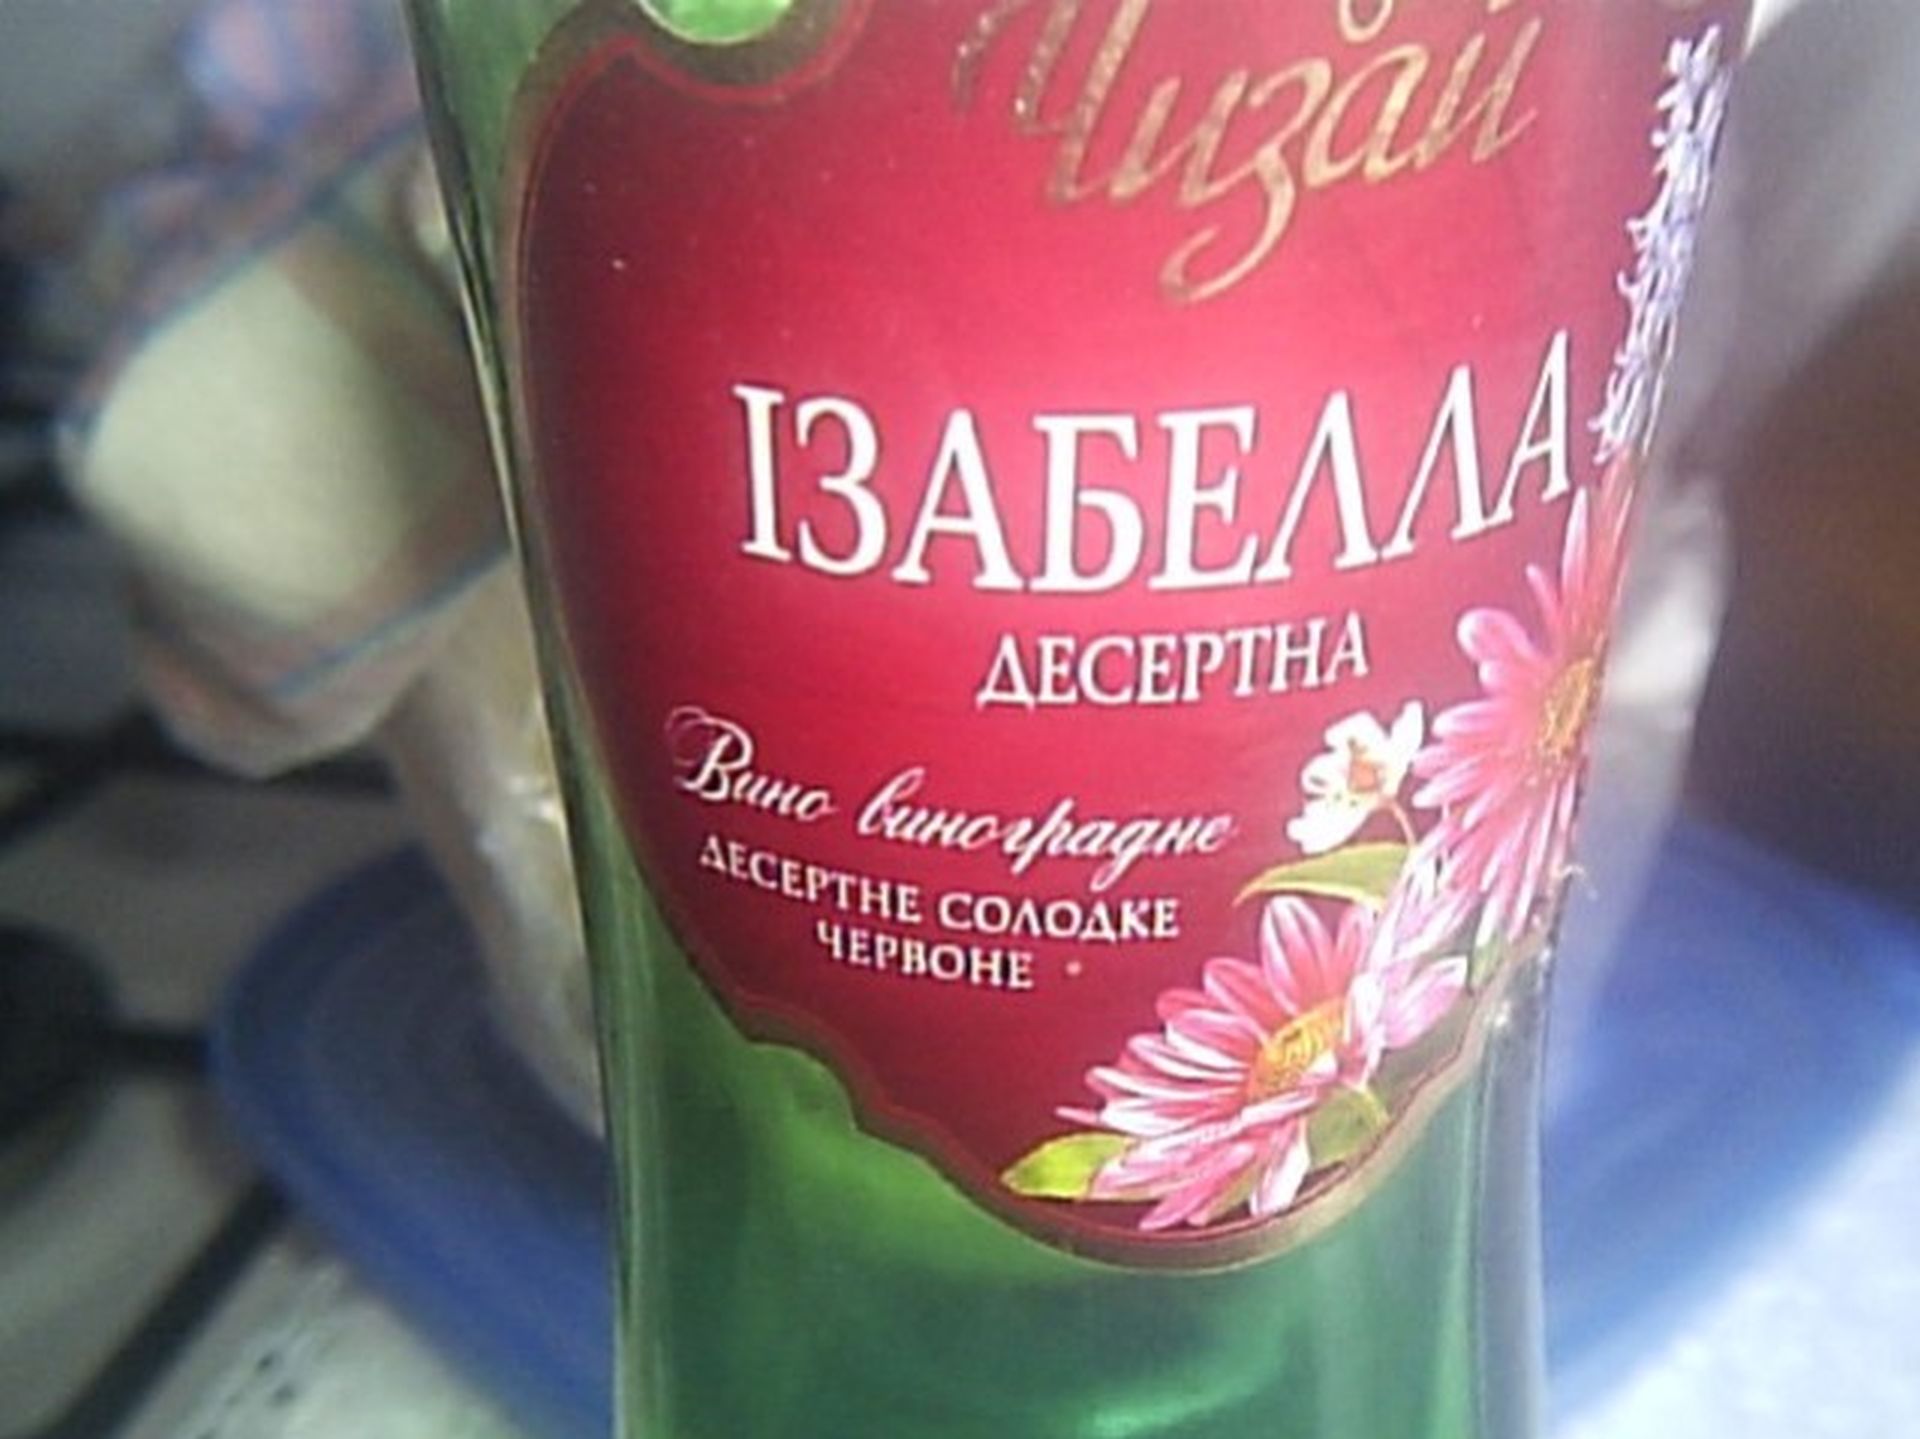 Чизай
ІЗАБЕЛЛА
ДЕСЕРТНА
Вино виноградне
ДЕСЕРТНЕ СОЛОДКЕ
ЧЕРВОНЕ